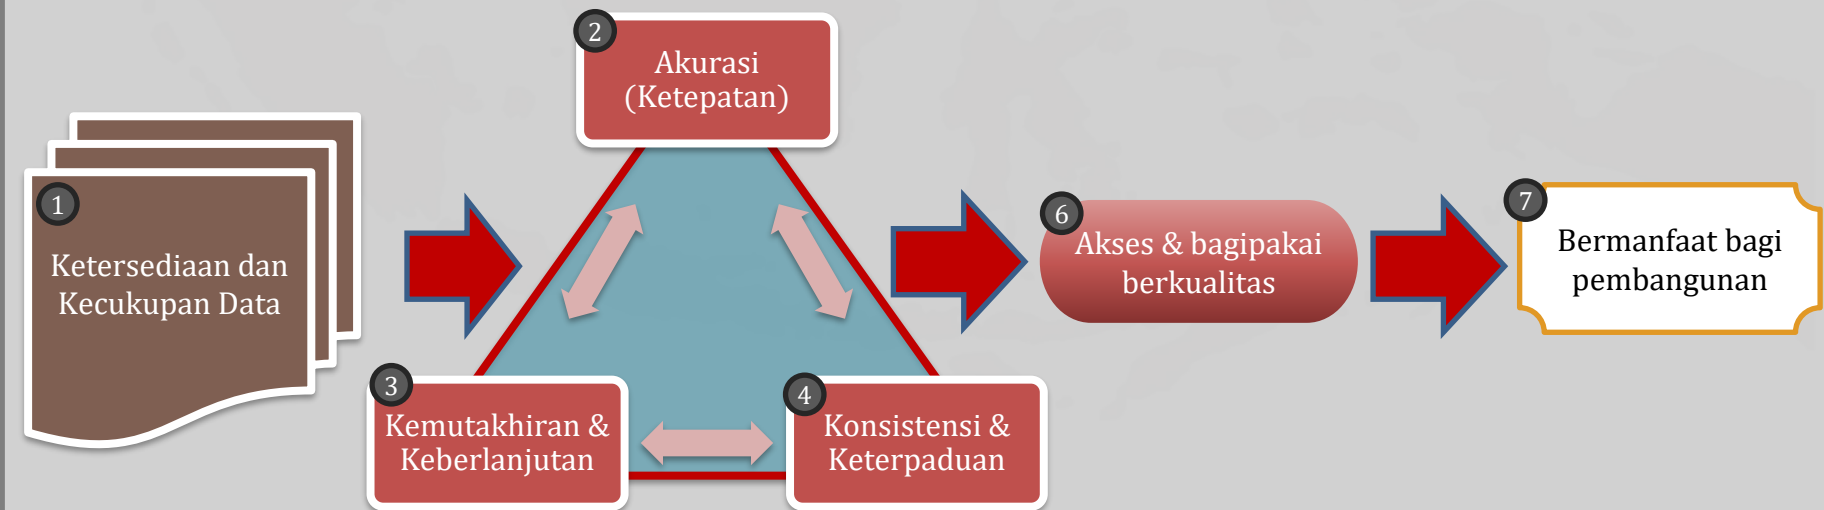 1
Ketersediaan dan
Kecukupan Data
2
Akurasi
(Ketepatan)
3
Kemutakhiran &
Keberlanjutan
4
Konsistensi &
Keterpaduan
6
Akses & bagipakai
berkualitas
7
Bermanfaat bagi
pembangunan